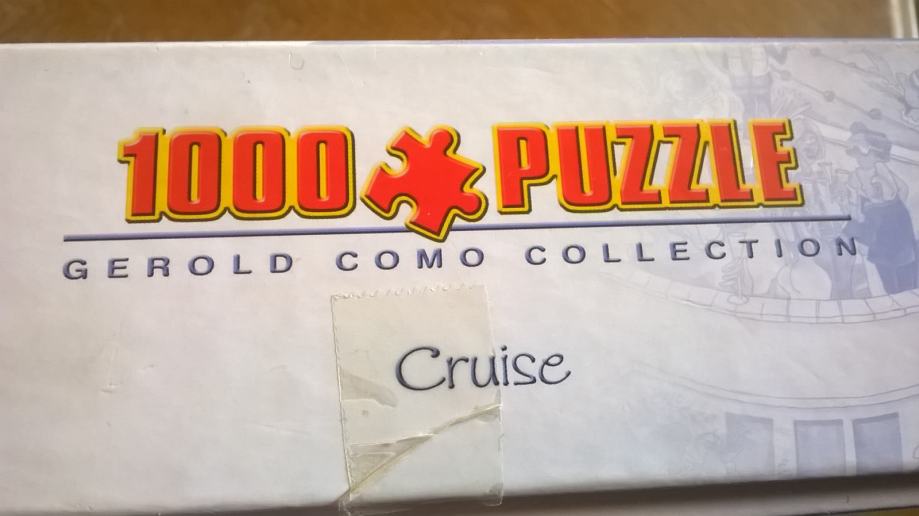 1000 PUZZLE
GEROLD COMO COLLECTION
Cruise